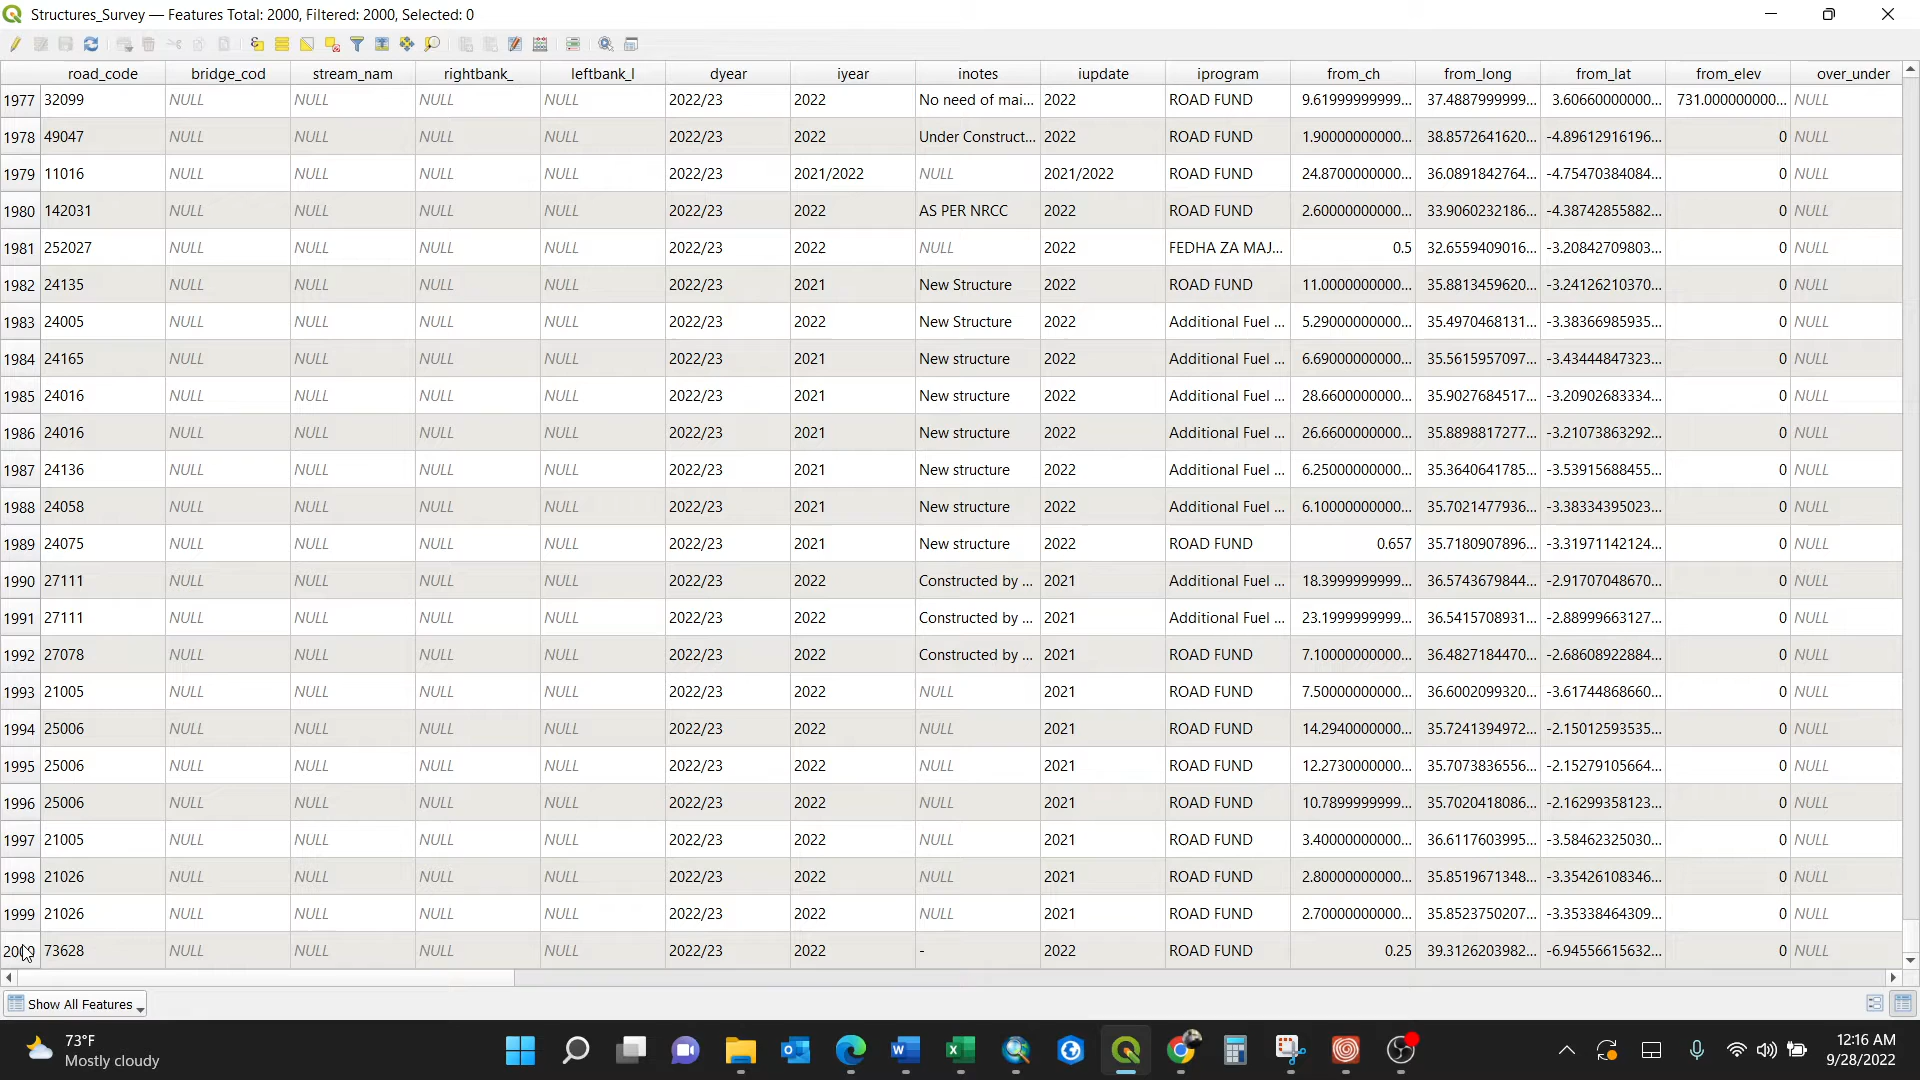 Structures_Survey — Features Total: 2000, Filtered: 2000, Selected: 0
road_code bridge_cod stream_nam rightbank_ leftbank_l dyear iyear inotes iupdate iprogram from_ch from_long from_lat from_elev over_under
1977 32099 NULL NULL NULL NULL 2022/23 2022 No need of mai... 2022 ROAD FUND 9.61999999999... 37.4887999999... 3.60660000000... 731.000000000... NULL
1978 49047 NULL NULL NULL NULL 2022/23 2022 Under Construct... 2022 ROAD FUND 1.90000000000... 38.8572641620... -4.89612916196... 0 NULL
1979 11016 NULL NULL NULL NULL 2022/23 2021/2022 NULL 2021/2022 ROAD FUND 24.8700000000... 36.0891842764... -4.75470384084... 0 NULL
1980 142031 NULL NULL NULL NULL 2022/23 2022 AS PER NRCC 2022 ROAD FUND 2.60000000000... 33.9060232186... -4.38742855882... 0 NULL
1981 252027 NULL NULL NULL NULL 2022/23 2022 NULL 2022 FEDHA ZA MAJ... 0.5 32.6559409016... -3.20842709803... 0 NULL
1982 24135 NULL NULL NULL NULL 2022/23 2021 New Structure 2022 ROAD FUND 11.0000000000... 35.8813459620... -3.24126210370... 0 NULL
1983 24005 NULL NULL NULL NULL 2022/23 2022 New Structure 2022 Additional Fuel ... 5.29000000000... 35.4970468131... -3.38366985935... 0 NULL
1984 24165 NULL NULL NULL NULL 2022/23 2021 New structure 2022 Additional Fuel ... 6.69000000000... 35.5615957097... -3.43444847323... 0 NULL
1985 24016 NULL NULL NULL NULL 2022/23 2021 New structure 2022 Additional Fuel ... 28.6600000000... 35.9027684517... -3.20902683334... 0 NULL
1986 24016 NULL NULL NULL NULL 2022/23 2021 New structure 2022 Additional Fuel ... 26.6600000000... 35.8898817277... -3.21073863292... 0 NULL
1987 24136 NULL NULL NULL NULL 2022/23 2021 New structure 2022 Additional Fuel ... 6.25000000000... 35.3640641785... -3.53915688455... 0 NULL
1988 24058 NULL NULL NULL NULL 2022/23 2021 New structure 2022 Additional Fuel ... 6.10000000000... 35.7021477936... -3.38334395023... 0 NULL
1989 24075 NULL NULL NULL NULL 2022/23 2021 New structure 2022 ROAD FUND 0.657 35.7180907896... -3.31971142124... 0 NULL
1990 27111 NULL NULL NULL NULL 2022/23 2022 Constructed by ... 2021 Additional Fuel ... 18.3999999999... 36.5743679844... -2.91707048670... 0 NULL
1991 27111 NULL NULL NULL NULL 2022/23 2022 Constructed by ... 2021 Additional Fuel ... 23.1999999999... 36.5415708931... -2.88999663127... 0 NULL
1992 27078 NULL NULL NULL NULL 2022/23 2022 Constructed by ... 2021 ROAD FUND 7.10000000000... 36.4827184470... -2.68608922884... 0 NULL
1993 21005 NULL NULL NULL NULL 2022/23 2022 NULL 2021 ROAD FUND 7.50000000000... 36.6002099320... -3.61744868660... 0 NULL
1994 25006 NULL NULL NULL NULL 2022/23 2022 NULL 2021 ROAD FUND 14.2940000000... 35.7241394972... -2.15012593535... 0 NULL
1995 25006 NULL NULL NULL NULL 2022/23 2022 NULL 2021 ROAD FUND 12.2730000000... 35.7073836556... -2.15279105664... 0 NULL
1996 25006 NULL NULL NULL NULL 2022/23 2022 NULL 2021 ROAD FUND 10.7899999999... 35.7020418086... -2.16299358123... 0 NULL
1997 21005 NULL NULL NULL NULL 2022/23 2022 NULL 2021 ROAD FUND 3.40000000000... 36.6117603995... -3.58462325030... 0 NULL
1998 21026 NULL NULL NULL NULL 2022/23 2022 NULL 2021 ROAD FUND 2.80000000000... 35.8519671348... -3.35426108346... 0 NULL
1999 21026 NULL NULL NULL NULL 2022/23 2022 NULL 2021 ROAD FUND 2.70000000000... 35.8523750207... -3.35338464309... 0 NULL
73628 NULL NULL NULL NULL 2022/23 2022 - 2022 ROAD FUND 0.25 39.3126203982... -6.94556615632... 0 NULL
Show All Features
73°F
Mostly cloudy
12:16 AM
9/28/2022